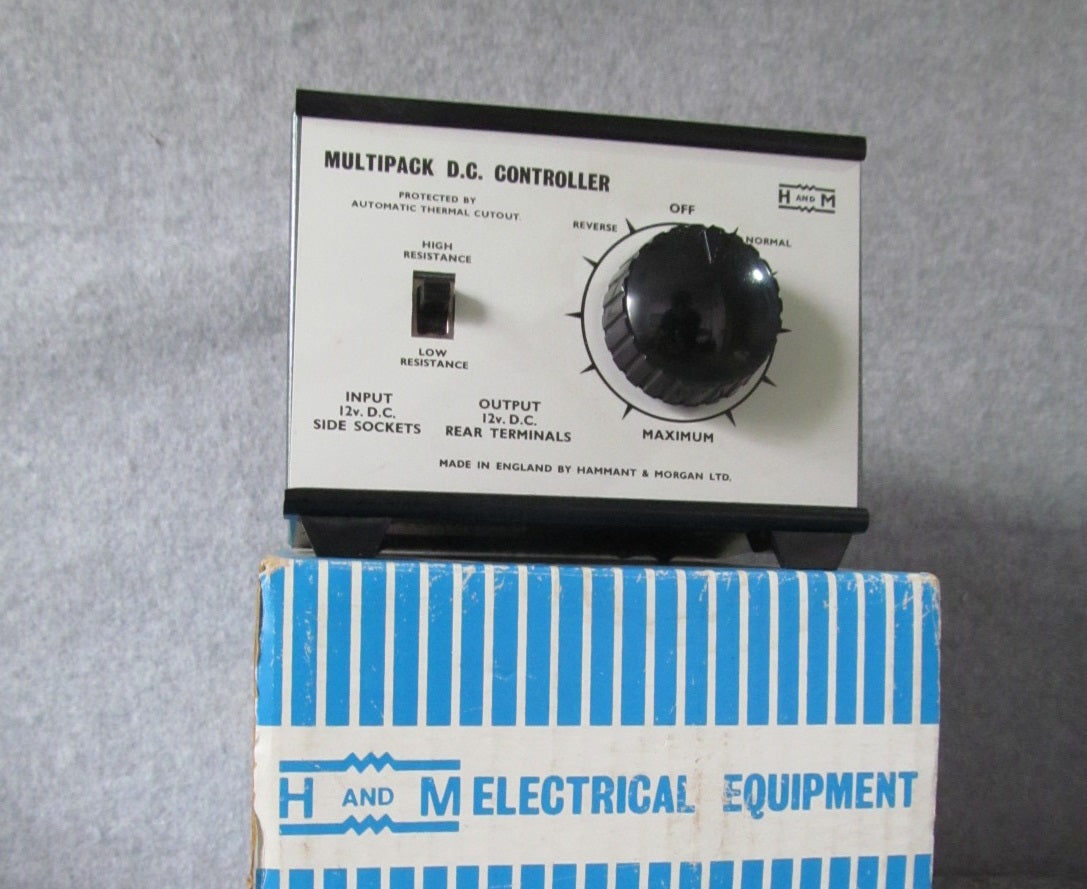 MULTIPACK D.C. CONTROLLER
PROTECTED BY
AUTOMATIC THERMAL CUTOUT.
H AND M
OFF
REVERSE
NORMAL
HIGH
RESISTANCE
LOW
RESISTANCE
INPUT
12v. D.C.
SIDE SOCKETS
OUTPUT
12v. D.C.
REAR TERMINALS
MAXIMUM
MADE IN ENGLAND BY HAMMANT & MORGAN LTD.
H AND M ELECTRICAL EQUIPMENT